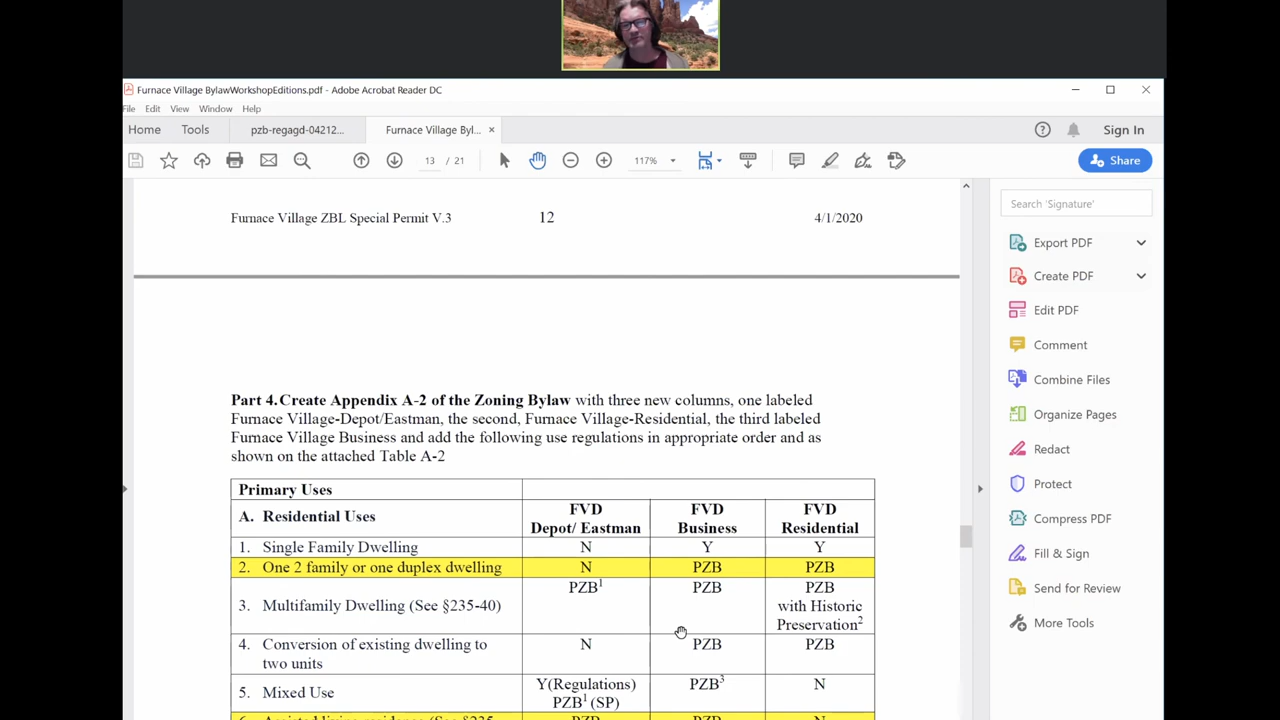 Furnace Village BylawWorkshopEditions.pdf - Adobe Acrobat Reader DC
File Edit View Window Help
Home Tools pzb-regagd-04212... Furnace Village Byl... Sign In
13 / 21 117% Share
Furnace Village ZBL Special Permit V.3 12 4/1/2020
Part 4. Create Appendix A-2 of the Zoning Bylaw with three new columns, one labeled
Furnace Village-Depot/Eastman, the second, Furnace Village-Residential, the third labeled
Furnace Village Business and add the following use regulations in appropriate order and as
shown on the attached Table A-2
Primary Uses
A. Residential Uses
FVD
Depot/ Eastman
FVD
Business
FVD
Residential
1. Single Family Dwelling N Y Y
2. One 2 family or one duplex dwelling N PZB PZB
3. Multifamily Dwelling (See §235-40)
PZB¹
PZB
PZB
with Historic
Preservation²
4. Conversion of existing dwelling to
two units
N PZB PZB
5. Mixed Use
Y(Regulations)
PZB¹ (SP)
PZB³
N
6. Assisted living residence (See §235- PZB PZB N
Search 'Signature'
Export PDF
Create PDF
Edit PDF
Comment
Combine Files
Organize Pages
Redact
Protect
Compress PDF
Fill & Sign
Send for Review
More Tools